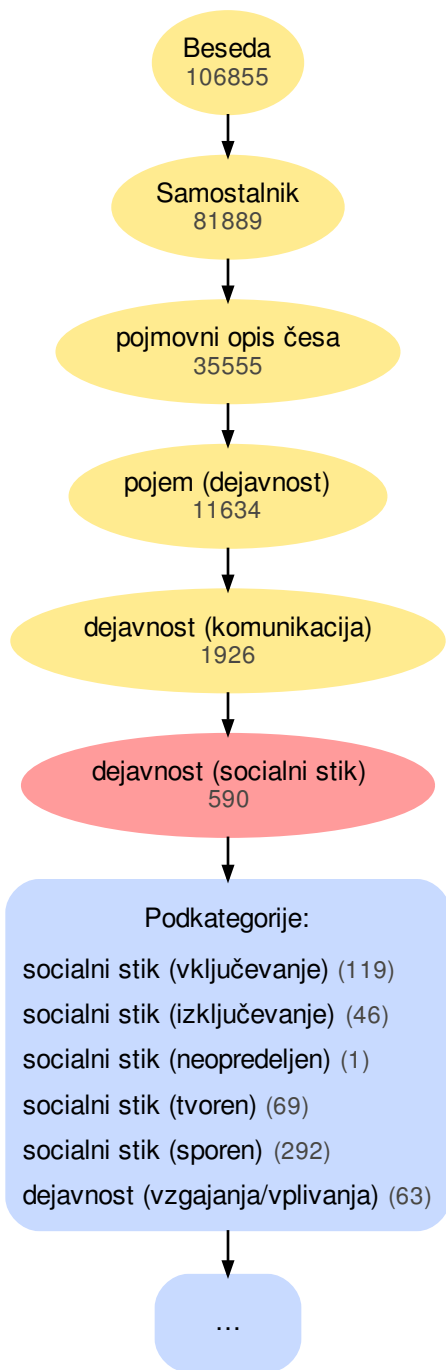 Beseda
106855
Samostalnik
81889
pojmovni opis česa
35555
pojem (dejavnost)
11634
dejavnost (komunikacija)
1926
dejavnost (socialni stik)
590
Podkategorije:
socialni stik (vključevanje) (119)
socialni stik (izključevanje) (46)
socialni stik (neopredeljen) (1)
socialni stik (tvoren) (69)
socialni stik (sporen) (292)
dejavnost (vzgajanja/vplivanja) (63)
...